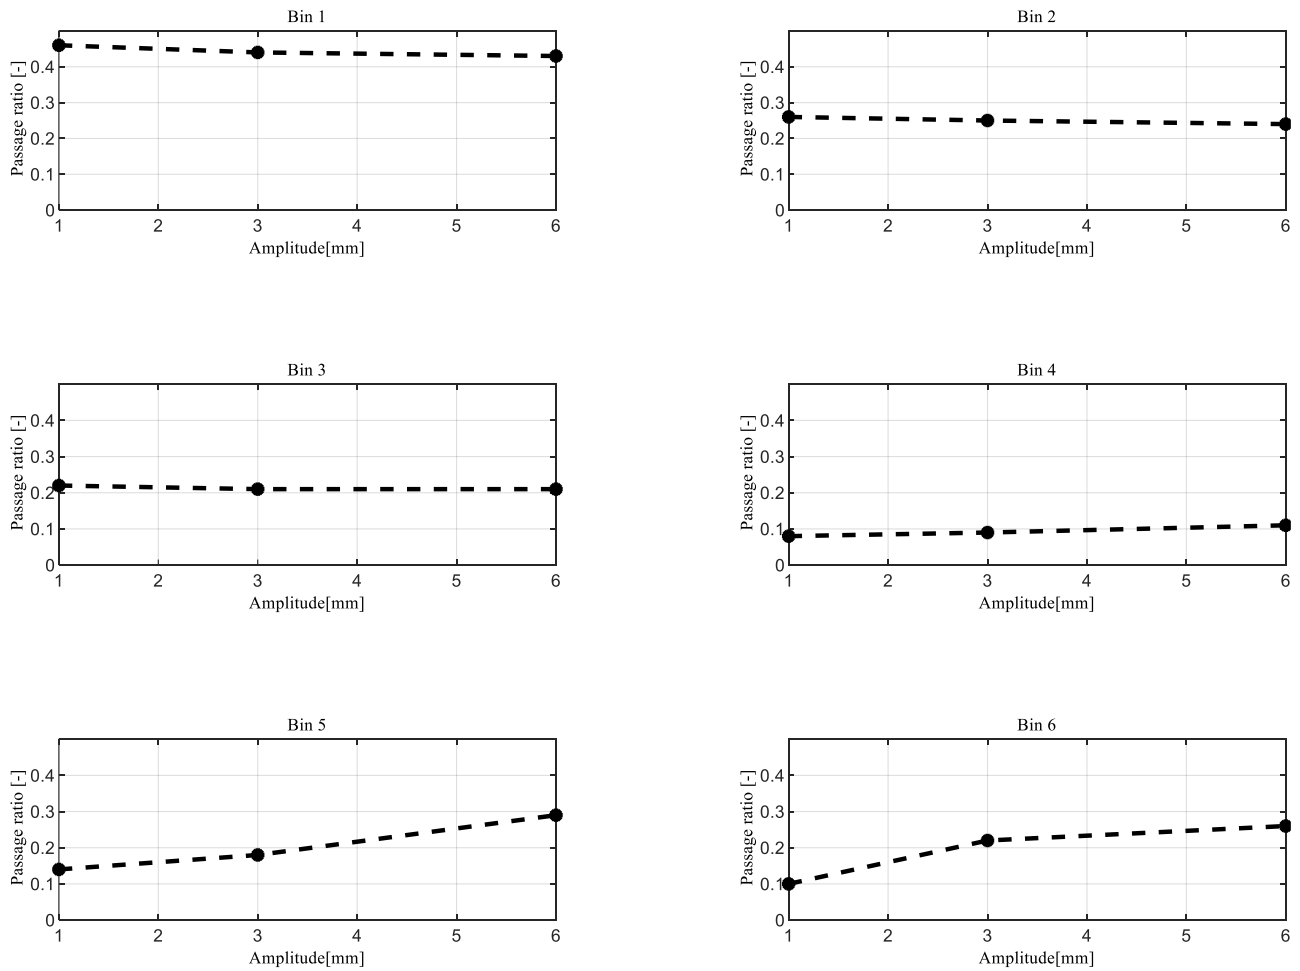 Bin 1
Passage ratio [-]
0.4
0.3
0.2
0.1
0
1 2 3 4 5 6
Amplitude[mm]
Bin 2
Passage ratio [-]
0.4
0.3
0.2
0.1
0
1 2 3 4 5 6
Amplitude[mm]
Bin 3
Passage ratio [-]
0.4
0.3
0.2
0.1
0
1 2 3 4 5 6
Amplitude[mm]
Bin 4
Passage ratio [-]
0.4
0.3
0.2
0.1
0
1 2 3 4 5 6
Amplitude[mm]
Bin 5
Passage ratio [-]
0.4
0.3
0.2
0.1
0
1 2 3 4 5 6
Amplitude[mm]
Bin 6
Passage ratio [-]
0.4
0.3
0.2
0.1
0
1 2 3 4 5 6
Amplitude[mm]